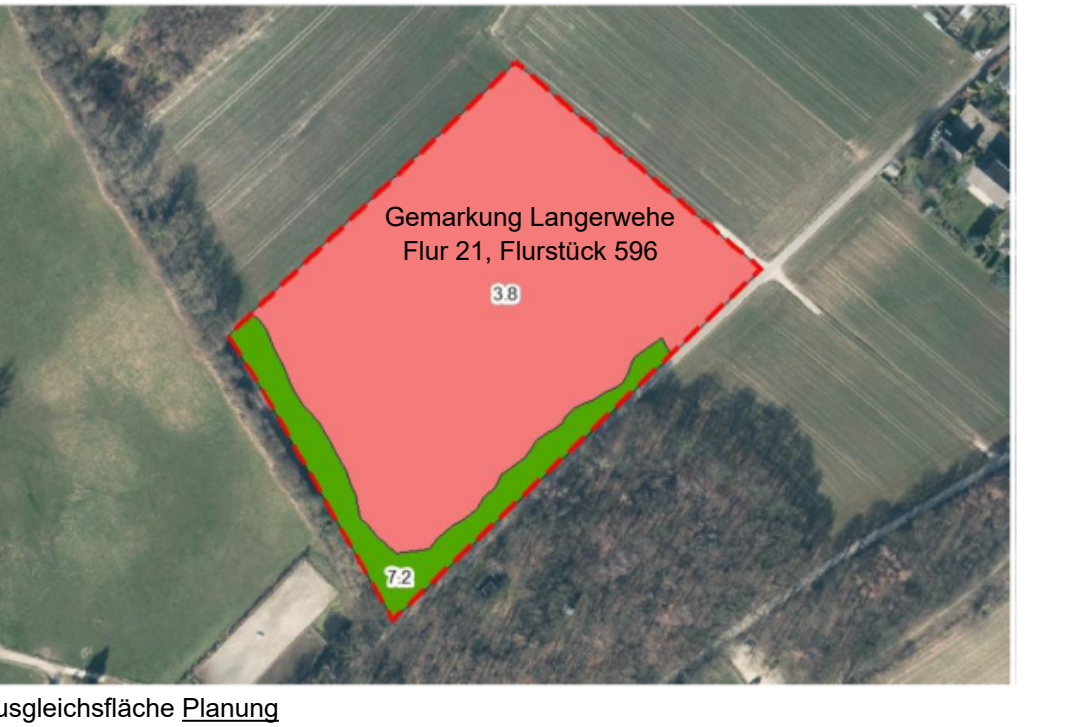 Gemarkung Langerwehe
Flur 21, Flurstück 596
3.8
7.2
usgleichsfläche Planung